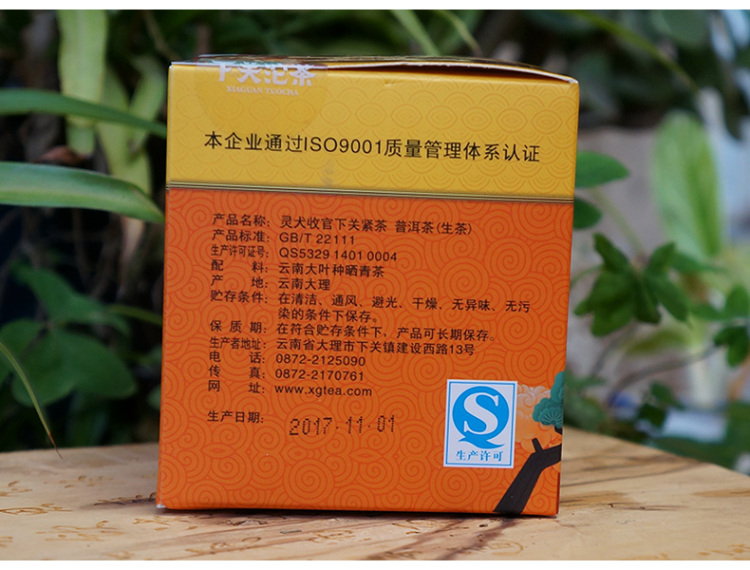 下关沱茶
XIAGUAN TUOCHA
本企业通过ISO9001质量管理体系认证
产品名称：灵犬收官下关紧茶 普洱茶(生茶)
产品标准：GB/T 22111
生产许可证号：QS5329 1401 0004
配 料：云南大叶种晒青茶
产 地：云南大理
贮存条件：在清洁、通风、避光、干燥、无异味、无污
染的条件下保存。
保 质 期：在符合贮存条件下，产品可长期保存。
生产者地址：云南省大理市下关镇建设西路13号
电 话：0872-2125090
传 真：0872-2170761
网 址：www.xgtea.com
生产日期：2017.11.01
生产许可